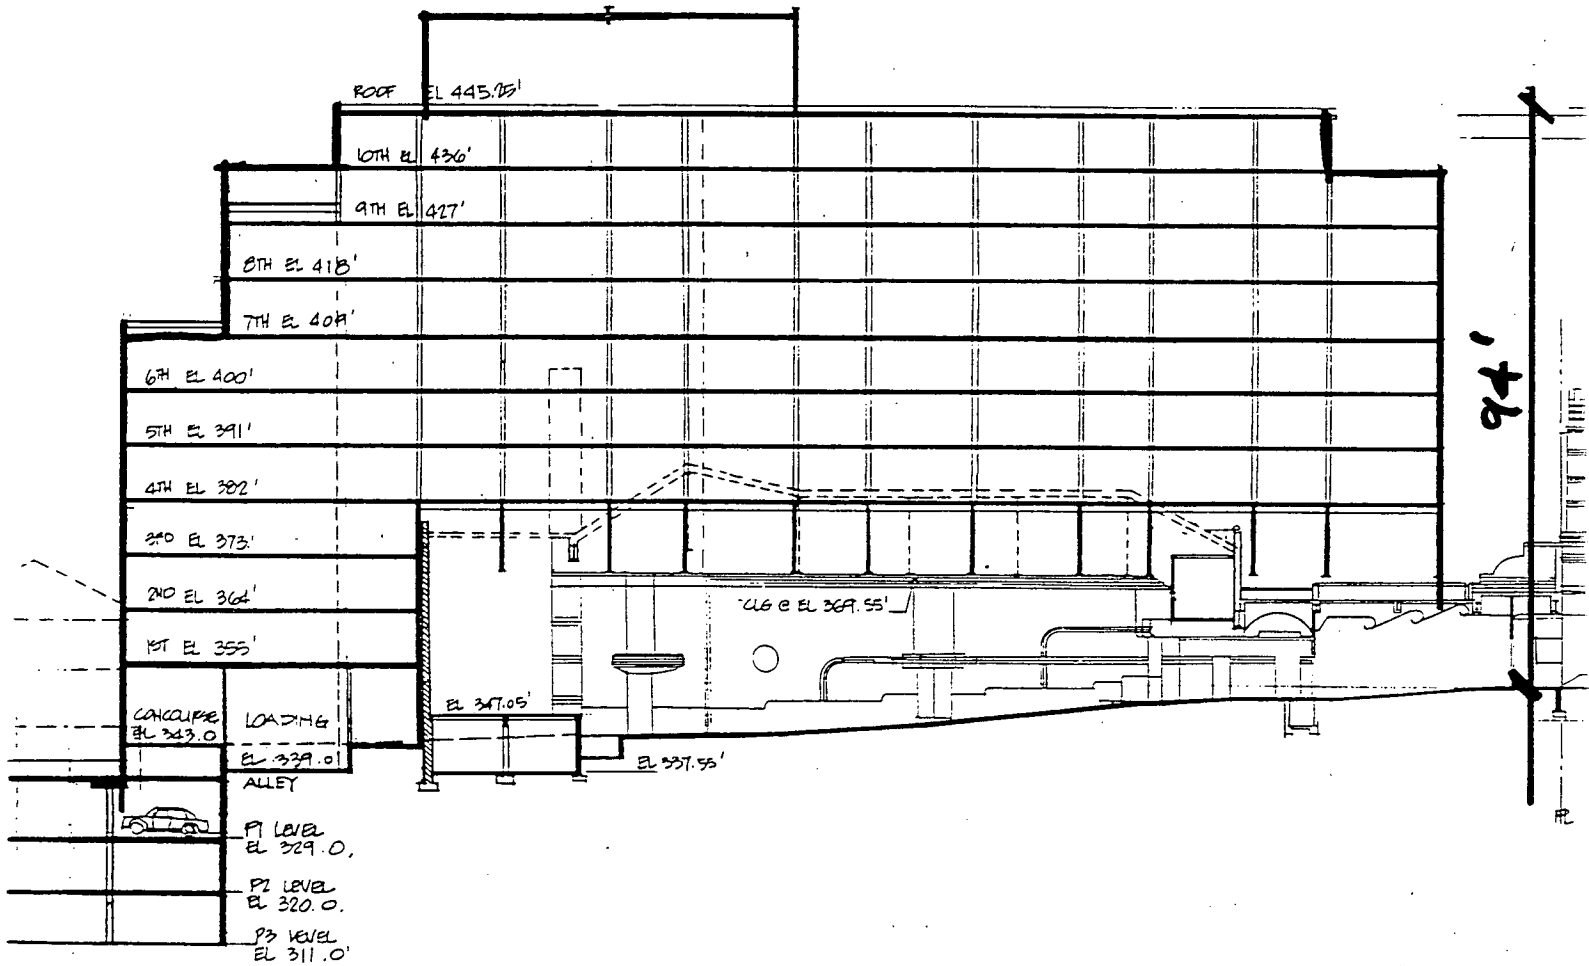 ROOF EL 445.25'
10TH EL 436'
9TH EL 427'
8TH EL 418'
7TH EL 409'
6TH EL 400'
5TH EL 391'
4TH EL 382'
3RD EL 373'
2ND EL 364'
CLG @ EL 369.55'
1ST EL 355'
94'
EL 347.05'
CONCOURSE
EL 343.0
LOADING
EL 339.0
ALLEY
EL 337.55'
P1 LEVEL
EL 329.0
P2 LEVEL
EL 320.0
P3 LEVEL
EL 311.0'
PL